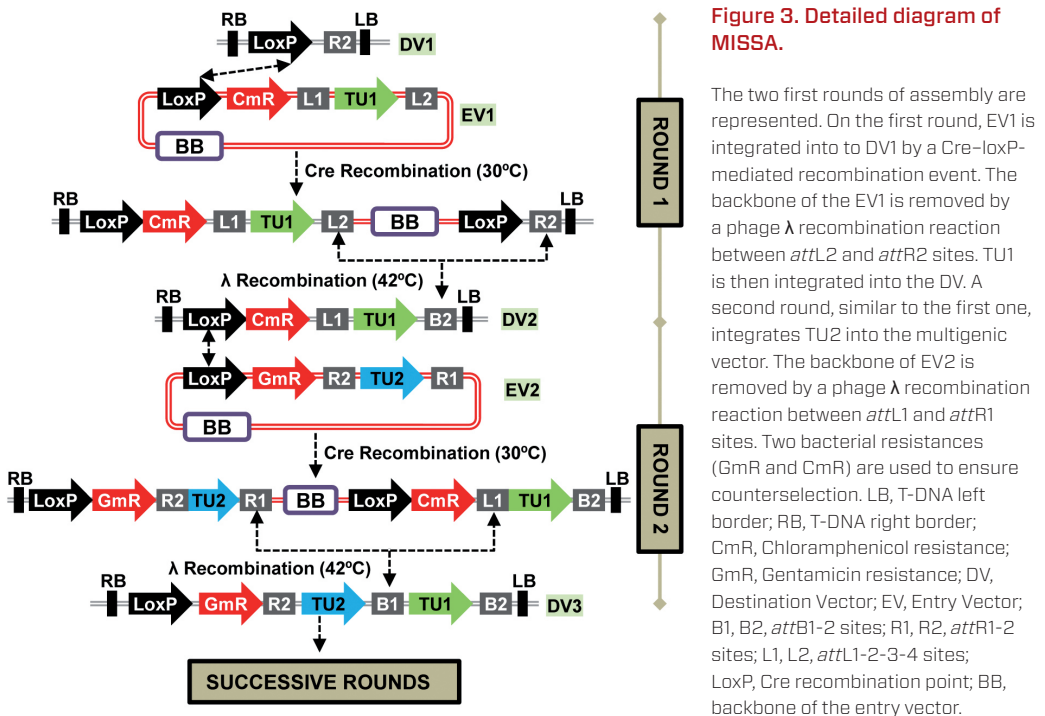 RB LB
LoxP R2 DV1
LoxP CmR L1 TU1 L2
EV1
BB
Cre Recombination (30ºC)
RB LB
LoxP CmR L1 TU1 L2 BB LoxP R2
λ Recombination (42ºC)
RB LB
LoxP CmR L1 TU1 B2 DV2
LoxP GmR R2 TU2 R1
EV2
BB
Cre Recombination (30ºC)
RB LB
LoxP GmR R2 TU2 R1 BB LoxP CmR L1 TU1 B2
λ Recombination (42ºC)
RB LB
LoxP GmR R2 TU2 B1 TU1 B2 DV3
SUCCESSIVE ROUNDS
ROUND 1
ROUND 2
Figure 3. Detailed diagram of
MISSA.
The two first rounds of assembly are
represented. On the first round, EV1 is
integrated into to DV1 by a Cre–loxP-
mediated recombination event. The
backbone of the EV1 is removed by
a phage λ recombination reaction
between attL2 and attR2 sites. TU1
is then integrated into the DV. A
second round, similar to the first one,
integrates TU2 into the multigenic
vector. The backbone of EV2 is
removed by a phage λ recombination
reaction between attL1 and attR1
sites. Two bacterial resistances
(GmR and CmR) are used to ensure
counterselection. LB, T-DNA left
border; RB, T-DNA right border;
CmR, Chloramphenicol resistance;
GmR, Gentamicin resistance; DV,
Destination Vector; EV, Entry Vector;
B1, B2, attB1-2 sites; R1, R2, attR1-2
sites; L1, L2, attL1-2-3-4 sites;
LoxP, Cre recombination point; BB,
backbone of the entry vector.